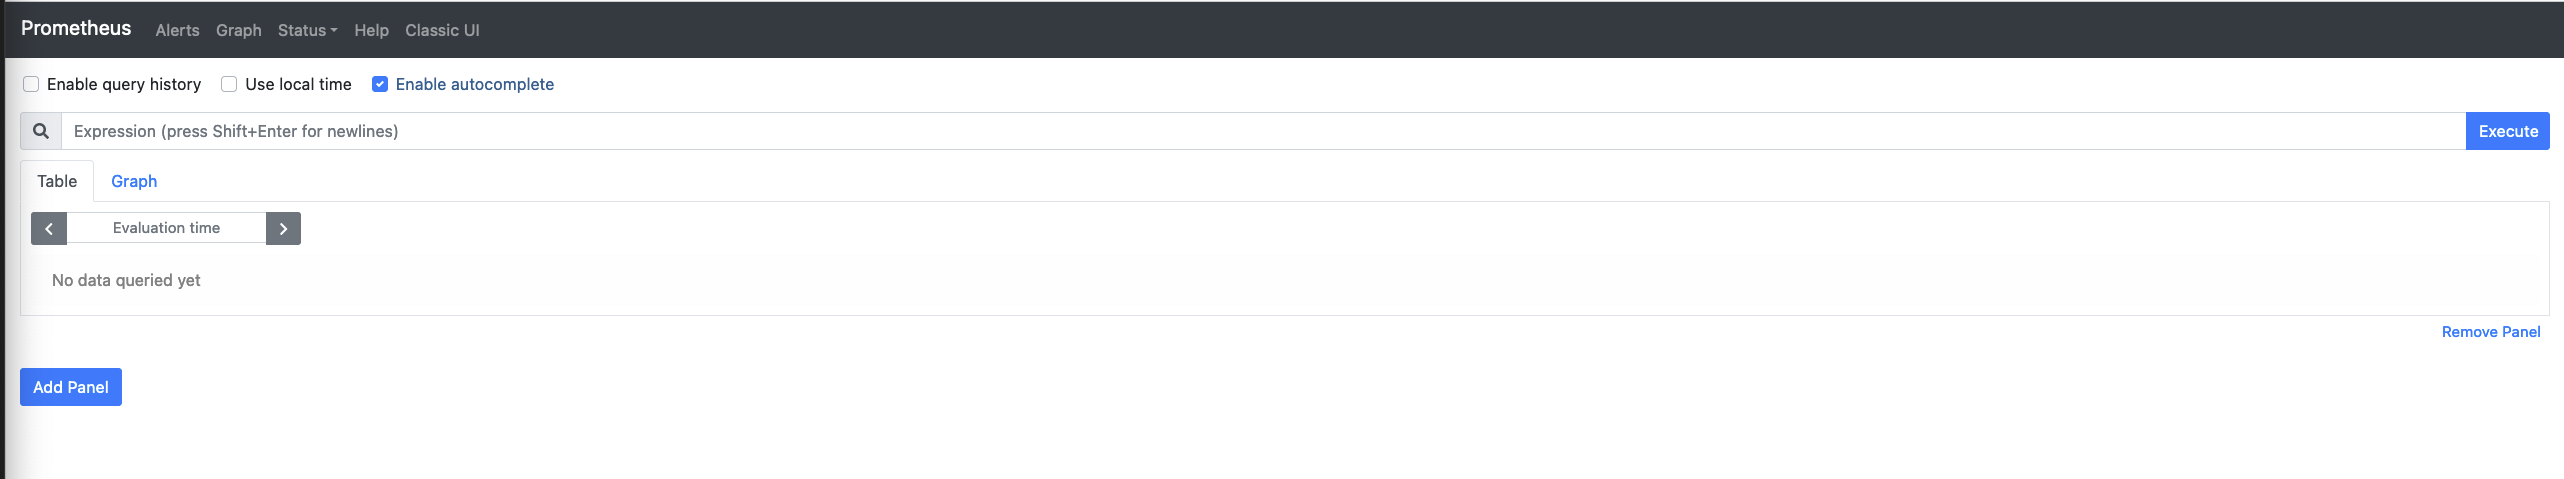 Prometheus Alerts Graph Status Help Classic UI
Enable query history Use local time Enable autocomplete
Expression (press Shift+Enter for newlines) Execute
Table Graph
Evaluation time
No data queried yet
Remove Panel
Add Panel